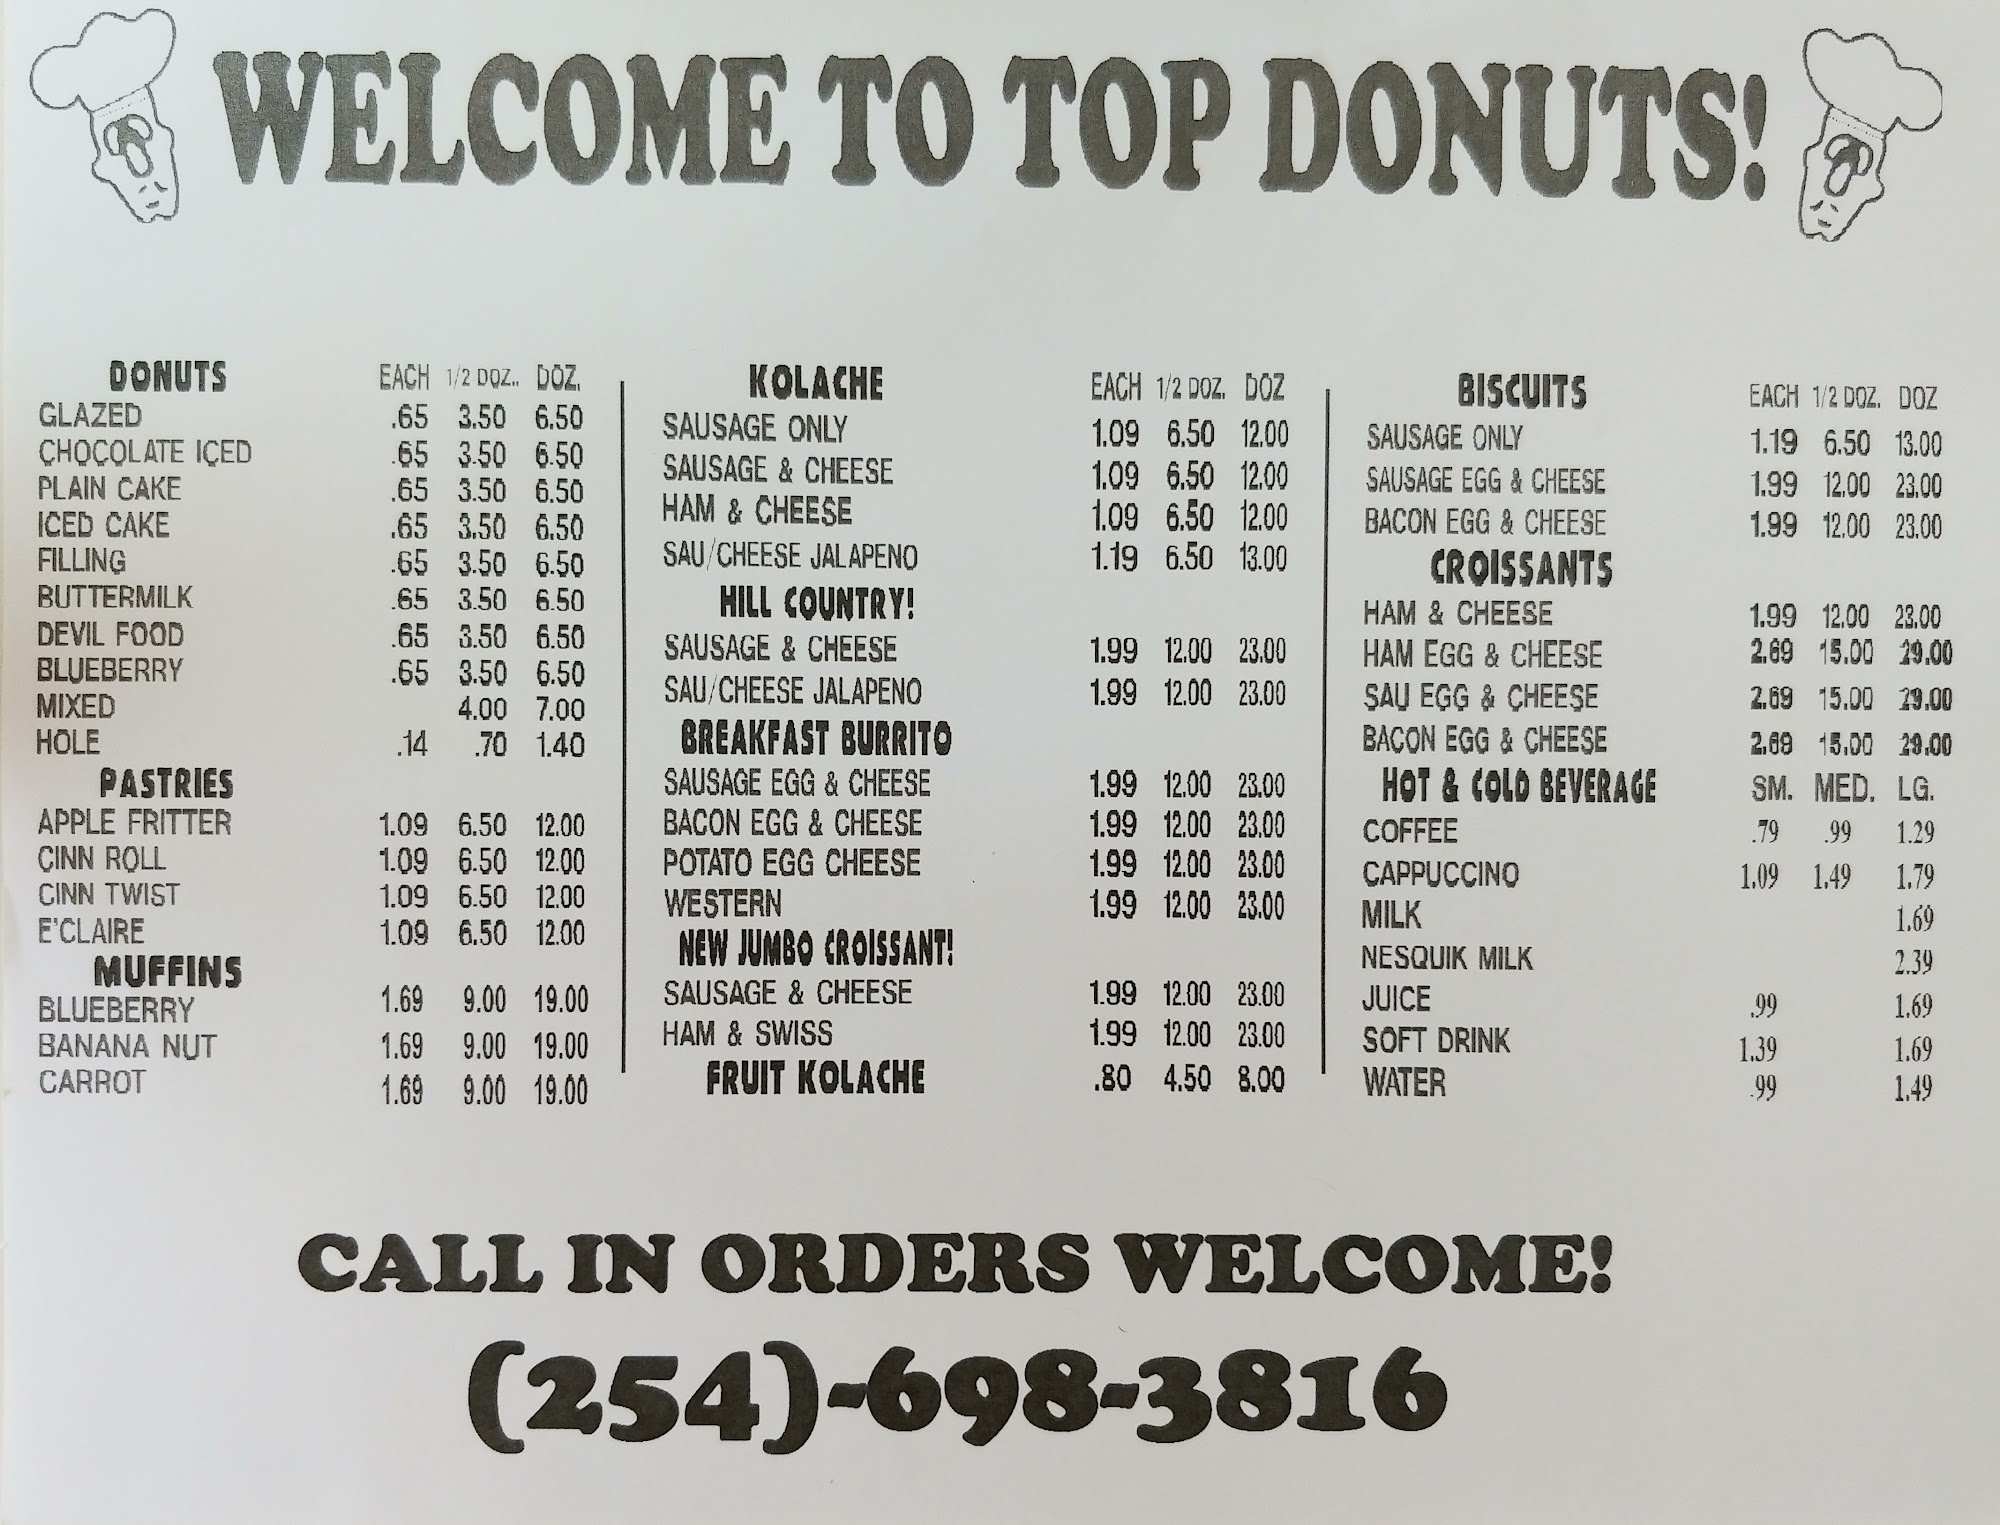 WELCOME TO TOP DONUTS!
DONUTS EACH 1/2 DOZ.. DOZ.
GLAZED .65 3.50 6.50
CHOCOLATE ICED .65 3.50 6.50
PLAIN CAKE .65 3.50 6.50
ICED CAKE .65 3.50 6.50
FILLING .65 3.50 6.50
BUTTERMILK .65 3.50 6.50
DEVIL FOOD .65 3.50 6.50
BLUEBERRY .65 3.50 6.50
MIXED 4.00 7.00
HOLE .14 .70 1.40
PASTRIES
APPLE FRITTER 1.09 6.50 12.00
CINN ROLL 1.09 6.50 12.00
CINN TWIST 1.09 6.50 12.00
E'CLAIRE 1.09 6.50 12.00
MUFFINS
BLUEBERRY 1.69 9.00 19.00
BANANA NUT 1.69 9.00 19.00
CARROT 1.69 9.00 19.00
KOLACHE EACH 1/2 DOZ. DOZ
SAUSAGE ONLY 1.09 6.50 12.00
SAUSAGE & CHEESE 1.09 6.50 12.00
HAM & CHEESE 1.09 6.50 12.00
SAU/CHEESE JALAPENO 1.19 6.50 13.00
HILL COUNTRY!
SAUSAGE & CHEESE 1.99 12.00 23.00
SAU/CHEESE JALAPENO 1.99 12.00 23.00
BREAKFAST BURRITO
SAUSAGE EGG & CHEESE 1.99 12.00 23.00
BACON EGG & CHEESE 1.99 12.00 23.00
POTATO EGG CHEESE 1.99 12.00 23.00
WESTERN 1.99 12.00 23.00
NEW JUMBO CROISSANT!
SAUSAGE & CHEESE 1.99 12.00 23.00
HAM & SWISS 1.99 12.00 23.00
FRUIT KOLACHE .80 4.50 8.00
BISCUITS EACH 1/2 DOZ. DOZ
SAUSAGE ONLY 1.19 6.50 13.00
SAUSAGE EGG & CHEESE 1.99 12.00 23.00
BACON EGG & CHEESE 1.99 12.00 23.00
CROISSANTS
HAM & CHEESE 1.99 12.00 23.00
HAM EGG & CHEESE 2.69 15.00 29.00
SAU EGG & CHEESE 2.69 15.00 29.00
BACON EGG & CHEESE 2.69 15.00 29.00
HOT & COLD BEVERAGE SM. MED. LG.
COFFEE .79 .99 1.29
CAPPUCCINO 1.09 1.49 1.79
MILK 1.69
NESQUIK MILK 2.39
JUICE .99 1.69
SOFT DRINK 1.39 1.69
WATER .99 1.49
CALL IN ORDERS WELCOME!
(254)-698-3816